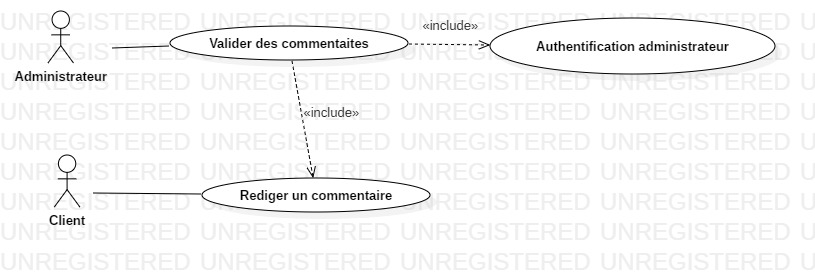 UNREGISTERED UNREGISTERED UNREGISTERED UNREGISTERED U
«include»
Valider des commentaites
Authentification administrateur
UNREGISTERED UNREGISTERED UNREGISTERED UNREGISTERED U
Administrateur
UNREGISTERED UNREGISTERED UNREGISTERED UNREGISTERED U
UNREGISTERED UNREGISTERED UNREGISTERED UNREGISTERED U
«include»
UNREGISTERED UNREGISTERED UNREGISTERED UNREGISTERED U
UNREGISTERED UNREGISTERED UNREGISTERED UNREGISTERED U
Rediger un commentaire
UNREGISTERED UNREGISTERED UNREGISTERED UNREGISTERED U
Client
UNREGISTERED UNREGISTERED UNREGISTERED UNREGISTERED U
UNREGISTERED UNREGISTERED UNREGISTERED UNREGISTERED U